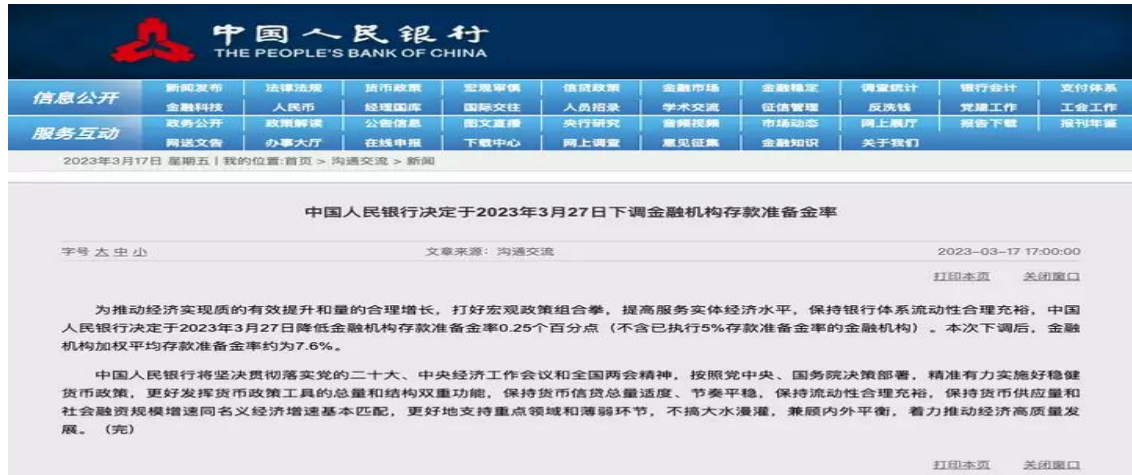 中国人民银行
THE PEOPLE'S BANK OF CHINA
信息公开 新闻发布 法律法规 货币政策 宏观审慎 信贷政策 金融市场 金融稳定 调查统计 银行会计 支付体系
金融科技 人民币 经理国库 国际交往 人员招录 学术交流 征信管理 反洗钱 党建工作 工会工作
服务互动 政务公开 政策解读 公告信息 图文直播 央行研究 音频视频 市场动态 网上展厅 报告下载 报刊年鉴
网送文告 办事大厅 在线申报 下载中心 网上调查 意见征集 金融知识 关于我们
2023年3月17日 星期五 | 我的位置:首页 > 沟通交流 > 新闻
中国人民银行决定于2023年3月27日下调金融机构存款准备金率
字号 大 中 小 文章来源：沟通交流 2023-03-17 17:00:00
打印本页 关闭窗口
为推动经济实现质的有效提升和量的合理增长，打好宏观政策组合拳，提高服务实体经济水平，保持银行体系流动性合理充裕，中国
人民银行决定于2023年3月27日降低金融机构存款准备金率0.25个百分点（不含已执行5%存款准备金率的金融机构）。本次下调后，金融
机构加权平均存款准备金率约为7.6%。
中国人民银行将坚决贯彻落实党的二十大、中央经济工作会议和全国两会精神，按照党中央、国务院决策部署，精准有力实施好稳健
货币政策，更好发挥货币政策工具的总量和结构双重功能，保持货币信贷总量适度、节奏平稳，保持流动性合理充裕，保持货币供应量和
社会融资规模增速同名义经济增速基本匹配，更好地支持重点领域和薄弱环节，不搞大水漫灌，兼顾内外平衡，着力推动经济高质量发
展。（完）
打印本页 关闭窗口